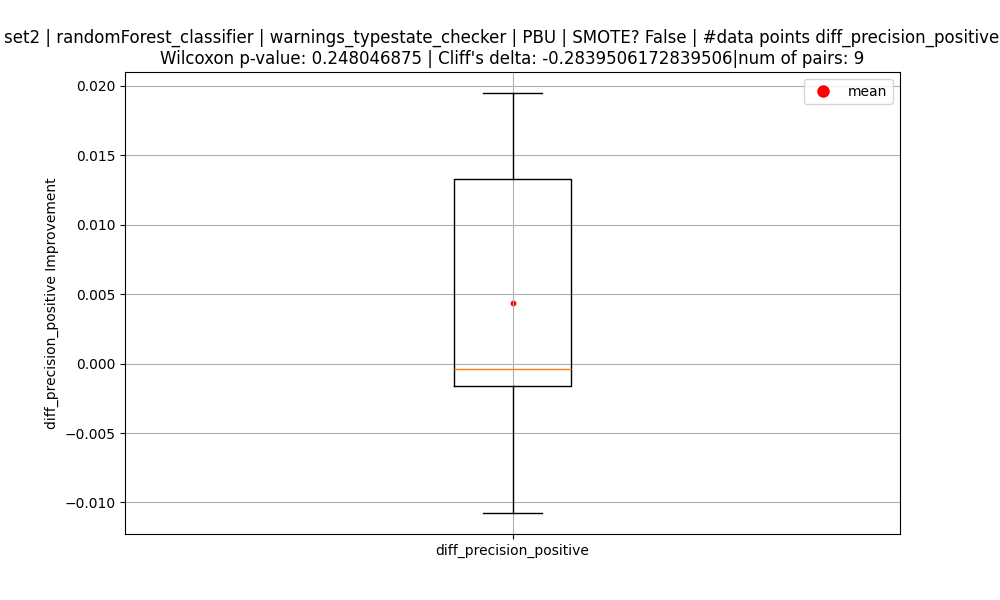 set2 | randomForest_classifier | warnings_typestate_checker | PBU | SMOTE? False | #data points diff_precision_positive
Wilcoxon p-value: 0.248046875 | Cliff's delta: -0.2839506172839506|num of pairs: 9
mean
0.020
0.015
0.010
0.005
0.000
−0.005
−0.010
diff_precision_positive Improvement
diff_precision_positive